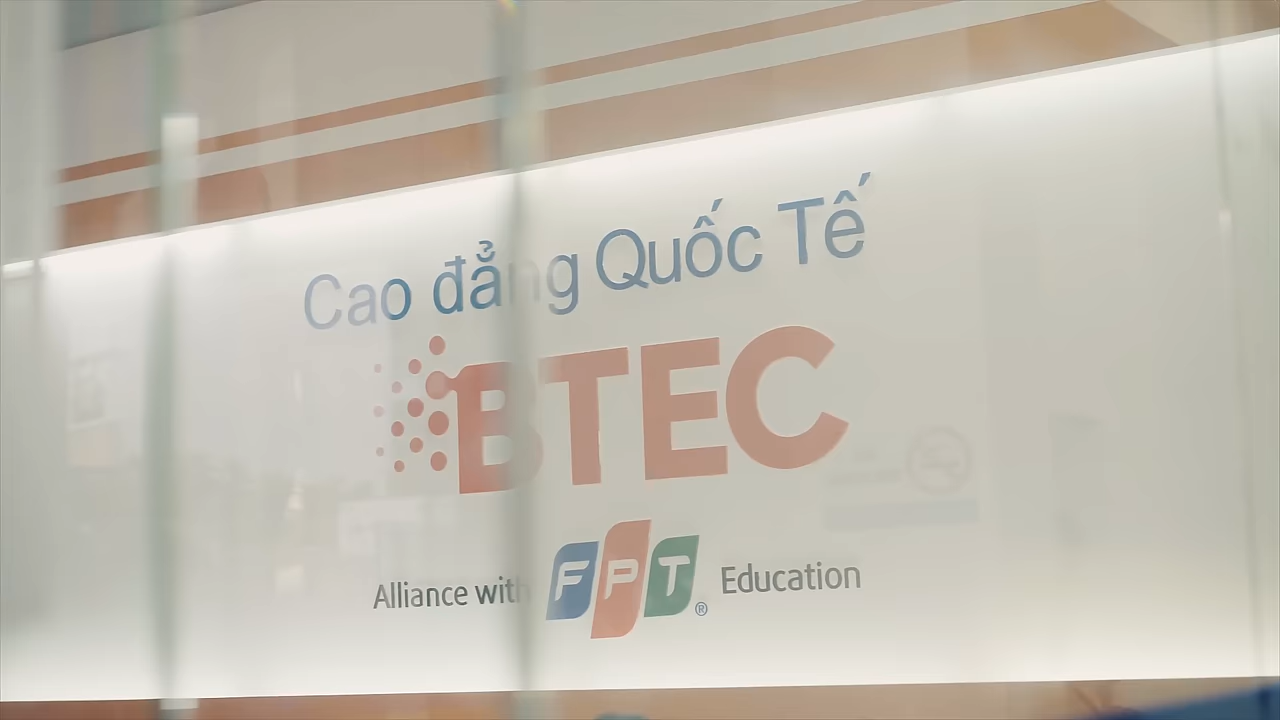 Cao đẳng Quốc Tế
BTEC
Alliance with FPT® Education